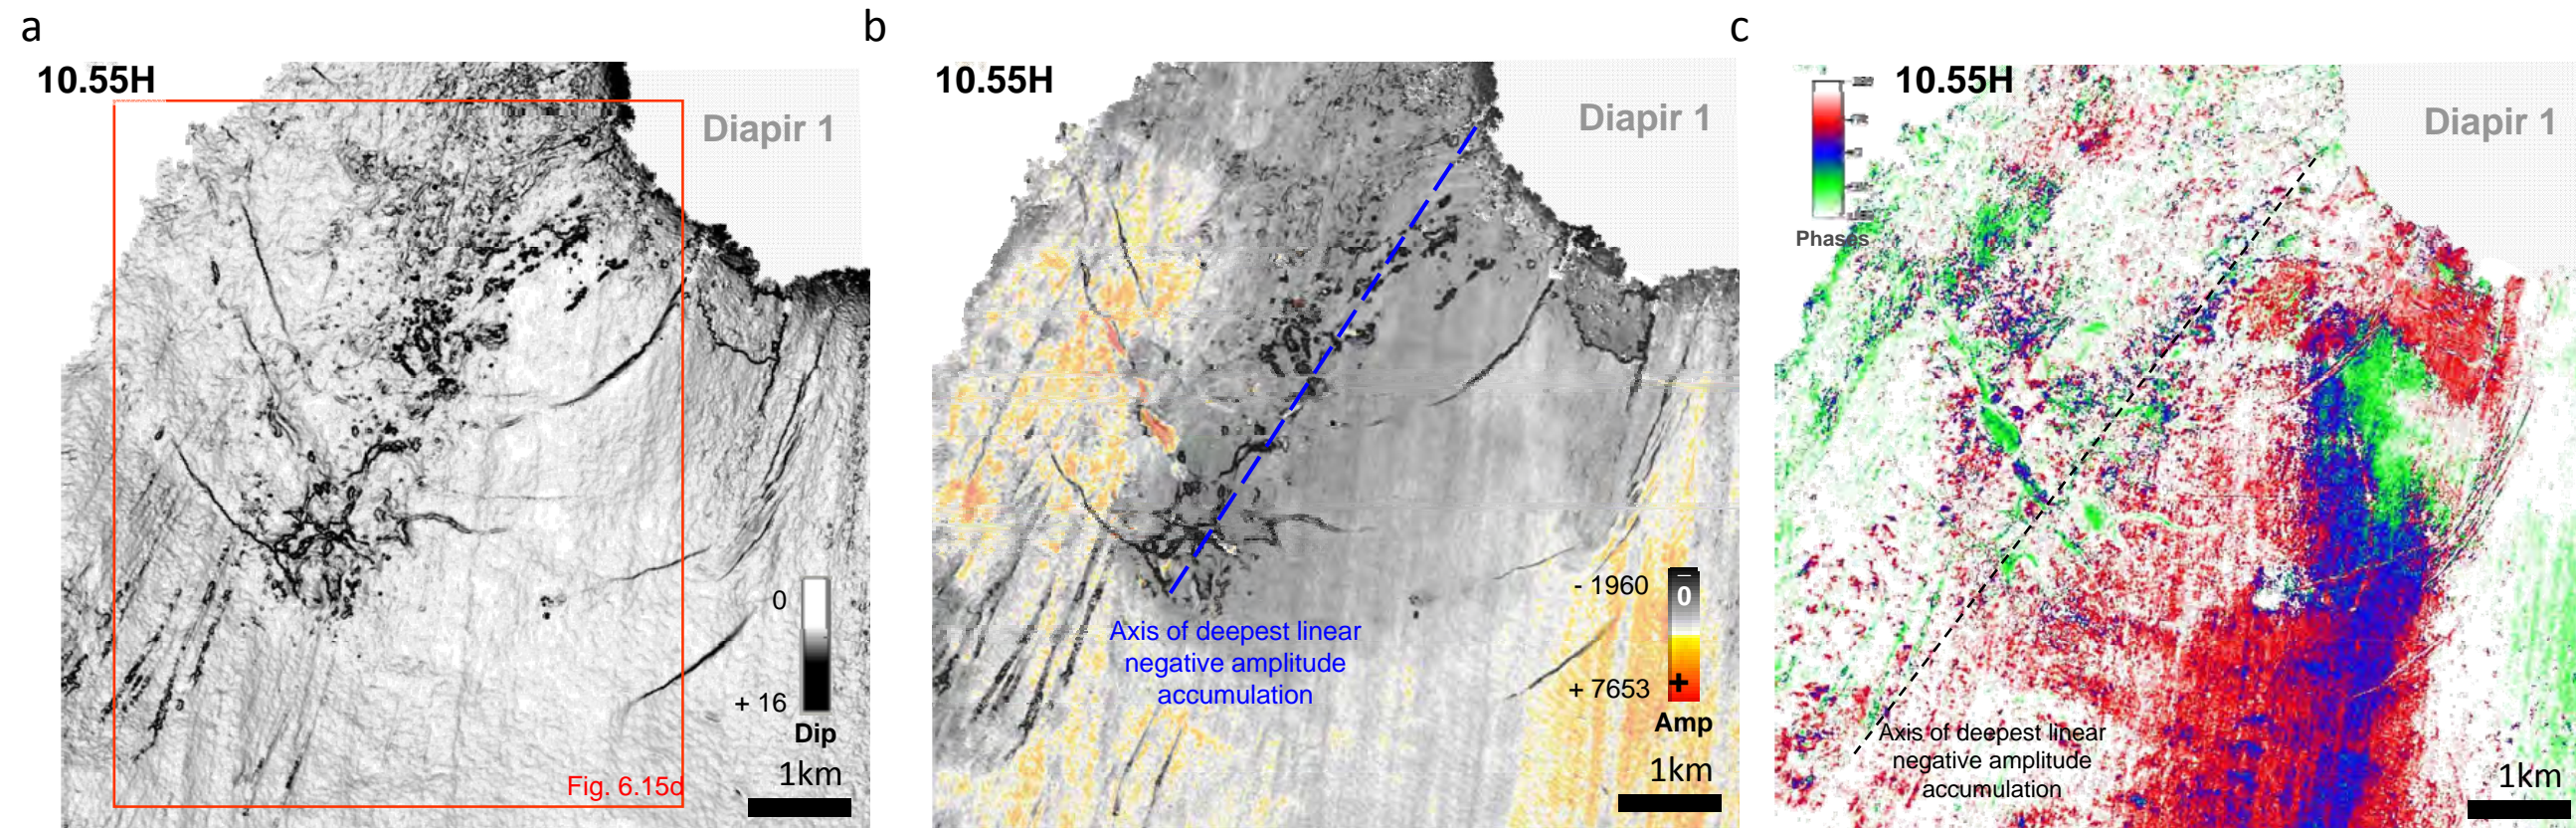 a
10.55H
Diapir 1
0
+ 16
Dip
1km
Fig. 6.15d
b
10.55H
Diapir 1
Axis of deepest linear
negative amplitude
accumulation
- 1960
–
0
+ 7653
+
Amp
1km
c
10.55H
Diapir 1
Phases
Axis of deepest linear
negative amplitude
accumulation
1km